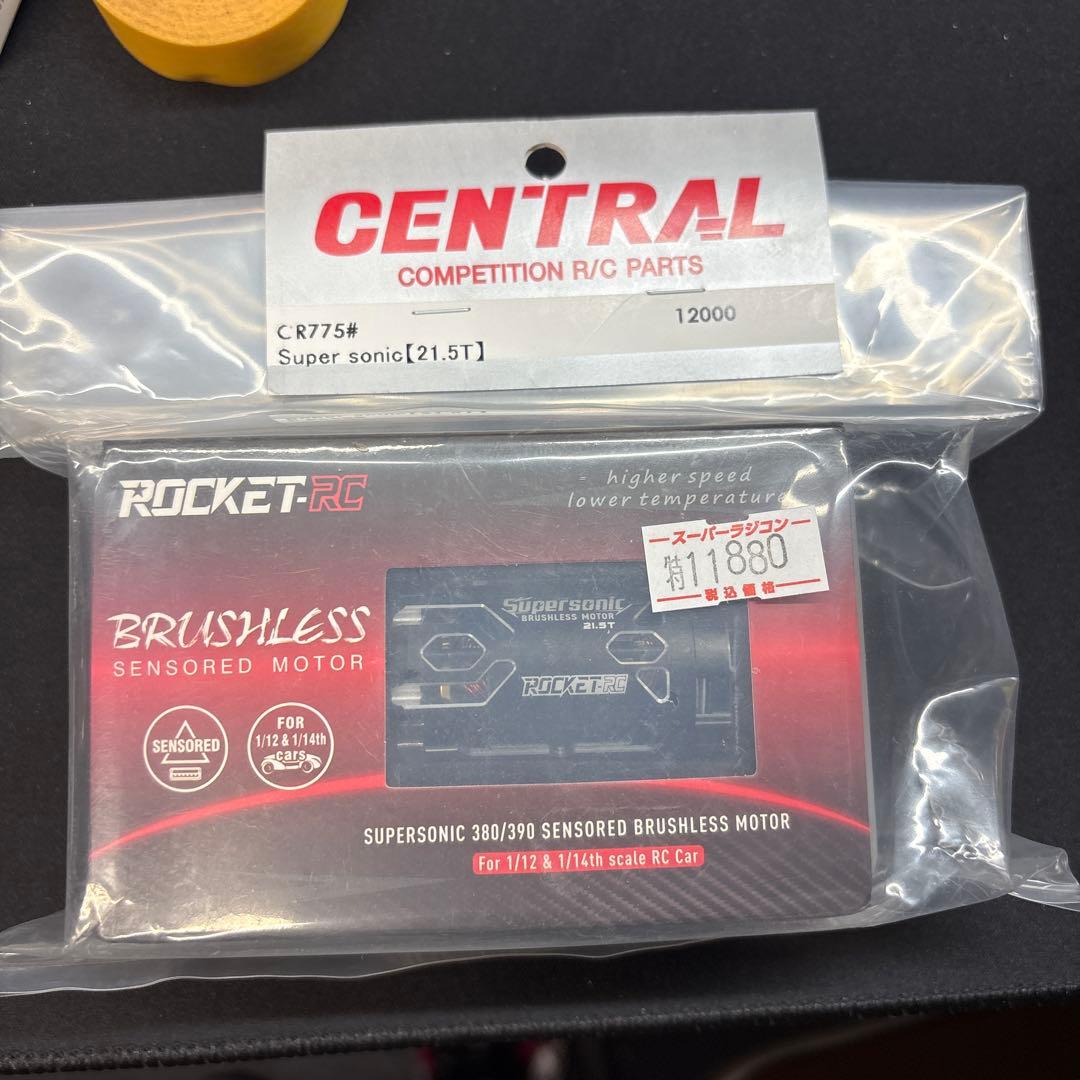 CENTRAL
COMPETITION R/C PARTS
CR775#
12000
Super sonic【21.5T】
ROCKET-RC
higher speed
lower temperature
スーパーラジコン
特11880
税込価格
BRUSHLESS
SENSORED MOTOR
Supersonic
BRUSHLESS MOTOR
21.5T
ROCKET-RC
SENSORED
FOR
1/12 & 1/14th
cars
SUPERSONIC 380/390 SENSORED BRUSHLESS MOTOR
For 1/12 & 1/14th scale RC Car